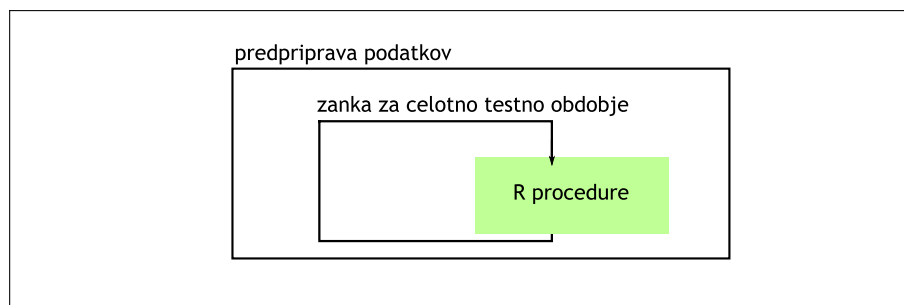 predpriprava podatkov
zanka za celotno testno obdobje
R procedure